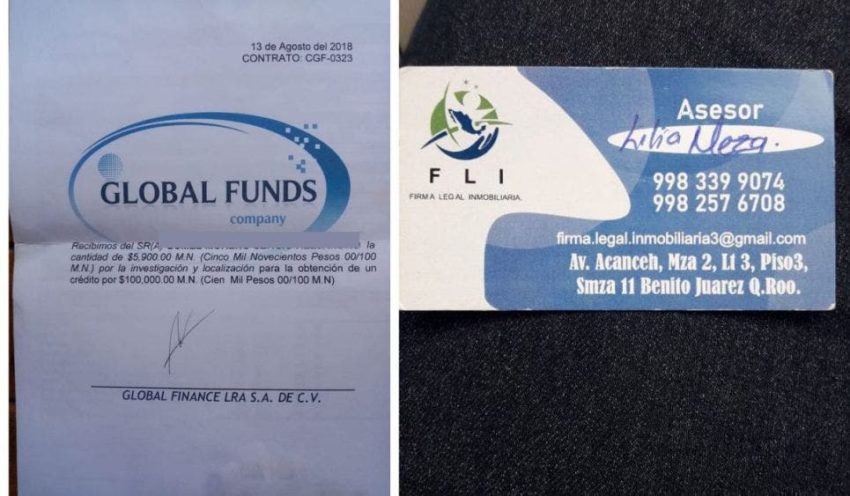 13 de Agosto del 2018
CONTRATO: CGF-0323
GLOBAL FUNDS
company
Recibimos del SR(A, la
cantidad de $5,900.00 M.N. (Cinco Mil Novecientos Pesos 00/100
M.N.) por la investigación y localización para la obtención de un
crédito por $100,000.00 M.N. (Cien Mil Pesos 00/100 M.N)
GLOBAL FINANCE LRA S.A. DE C.V.
FLI
FIRMA LEGAL INMOBILIARIA.
Asesor
Lilia Meza.
998 339 9074
998 257 6708
firma.legal.inmobiliaria3@gmail.com
Av. Acanceh, Mza 2, Lt 3, Piso3,
Smza 11 Benito Juarez Q.Roo.